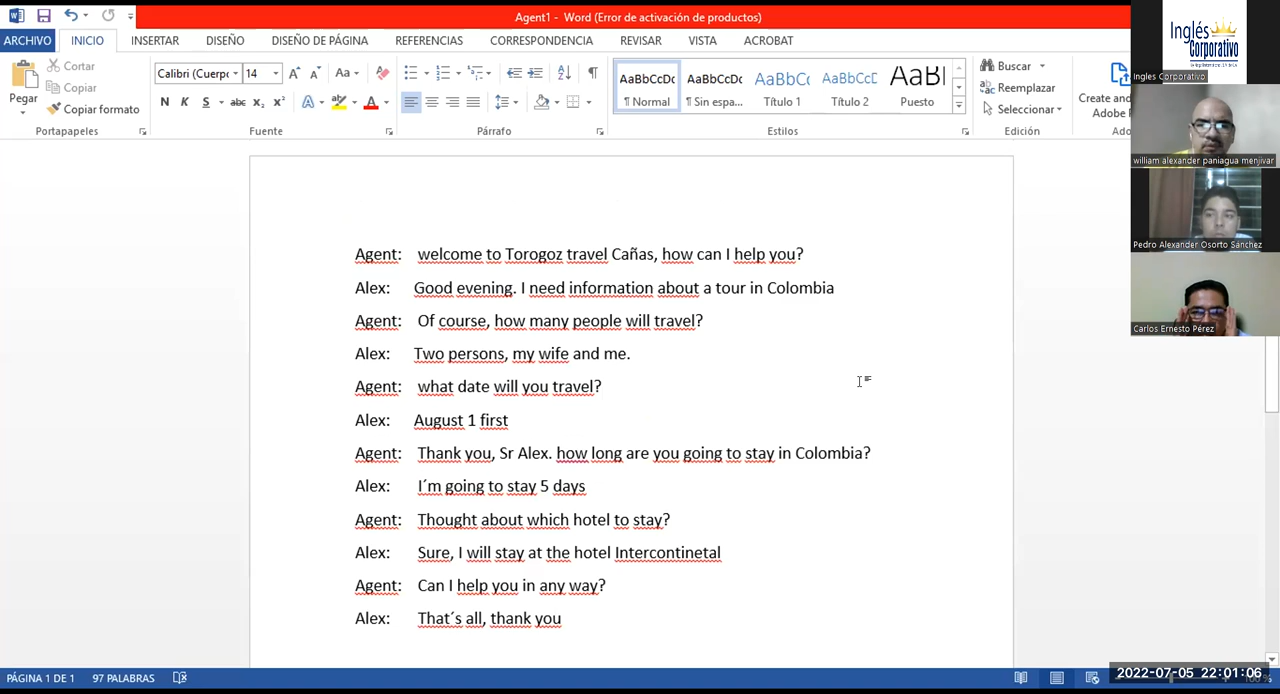 Agent1 - Word (Error de activación de productos)
ARCHIVO INICIO INSERTAR DISEÑO DISEÑO DE PÁGINA REFERENCIAS CORRESPONDENCIA REVISAR VISTA ACROBAT
Pegar
Cortar
Copiar
Copiar formato
Portapapeles
Calibri (Cuerpo 14
N K S abc x₂ x²
Fuente
Párrafo
AaBbCcDc AaBbCcDc AaBbCc AaBbCcD AaBl
¶ Normal ¶ Sin espa... Título 1 Título 2 Puesto
Estilos
Buscar
Reemplazar
Seleccionar
Edición
Create and
Adobe
Inglés
Corporativo
Ingles Corporativo
william alexander paniagua menjivar
Pedro Alexander Osorto Sánchez
Carlos Ernesto Pérez
Agent: welcome to Torogoz travel Cañas, how can I help you?
Alex: Good evening. I need information about a tour in Colombia
Agent: Of course, how many people will travel?
Alex: Two persons, my wife and me.
Agent: what date will you travel?
Alex: August 1 first
Agent: Thank you, Sr Alex. how long are you going to stay in Colombia?
Alex: I´m going to stay 5 days
Agent: Thought about which hotel to stay?
Alex: Sure, I will stay at the hotel Intercontinetal
Agent: Can I help you in any way?
Alex: That´s all, thank you
PÁGINA 1 DE 1 97 PALABRAS
2022-07-05 22:01:06